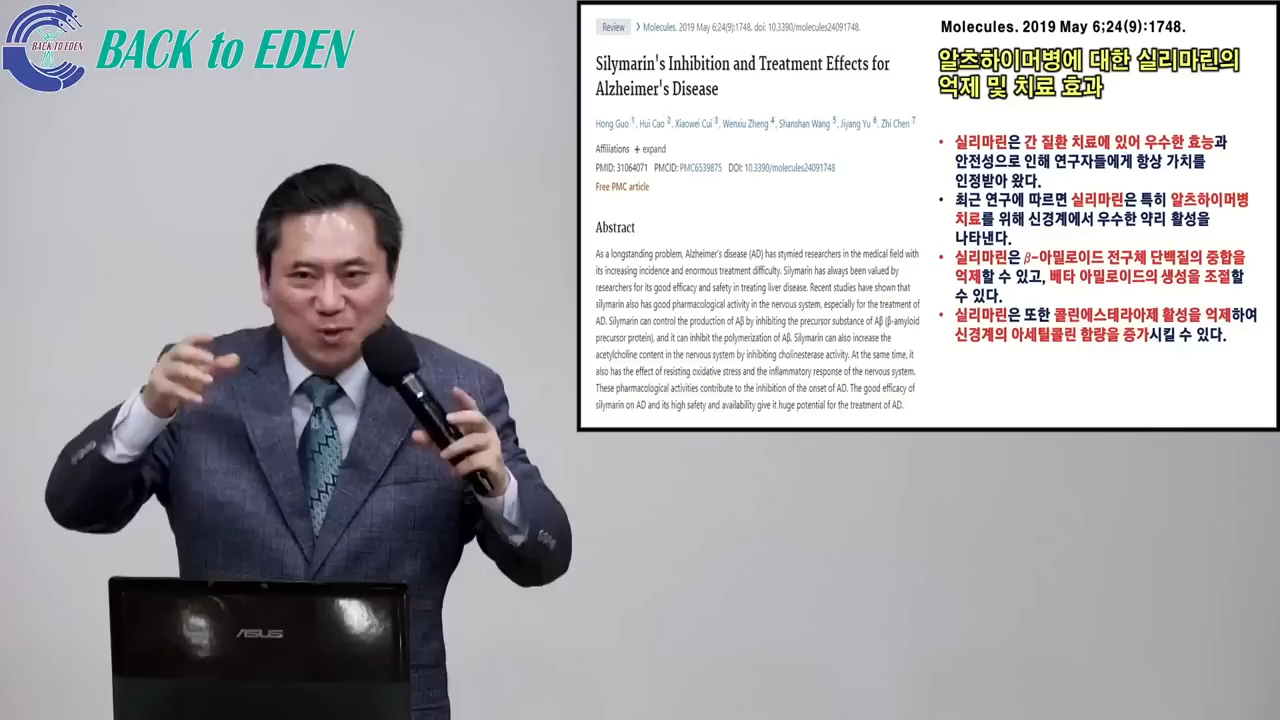 BACK TO EDEN
BACK to EDEN
Review > Molecules. 2019 May 6;24(9):1748. doi: 10.3390/molecules24091748.
Silymarin's Inhibition and Treatment Effects for
Alzheimer's Disease
Hong Guo 1, Hui Cao 2, Xiaowei Cui 3, Wenxiu Zheng 4, Shanshan Wang 5, Jiyang Yu 6, Zhi Chen 7
Affiliations + expand
PMID: 31064071 PMCID: PMC6539875 DOI: 10.3390/molecules24091748
Free PMC article
Abstract
As a longstanding problem, Alzheimer's disease (AD) has stymied researchers in the medical field with
its increasing incidence and enormous treatment difficulty. Silymarin has always been valued by
researchers for its good efficacy and safety in treating liver disease. Recent studies have shown that
silymarin also has good pharmacological activity in the nervous system, especially for the treatment of
AD. Silymarin can control the production of Aβ by inhibiting the precursor substance of Aβ (β-amyloid
precursor protein), and it can inhibit the polymerization of Aβ. Silymarin can also increase the
acetylcholine content in the nervous system by inhibiting cholinesterase activity. At the same time, it
also has the effect of resisting oxidative stress and the inflammatory response of the nervous system.
These pharmacological activities contribute to the inhibition of the onset of AD. The good efficacy of
silymarin on AD and its high safety and availability give it huge potential for the treatment of AD.
Molecules. 2019 May 6;24(9):1748.
알츠하이머병에 대한 실리마린의
억제 및 치료 효과
• 실리마린은 간 질환 치료에 있어 우수한 효능과
안전성으로 인해 연구자들에게 항상 가치를
인정받아 왔다.
• 최근 연구에 따르면 실리마린은 특히 알츠하이머병
치료를 위해 신경계에서 우수한 약리 활성을
나타낸다.
• 실리마린은 β-아밀로이드 전구체 단백질의 중합을
억제할 수 있고, 베타 아밀로이드의 생성을 조절할
수 있다.
• 실리마린은 또한 콜린에스테라아제 활성을 억제하여
신경계의 아세틸콜린 함량을 증가시킬 수 있다.
ASUS